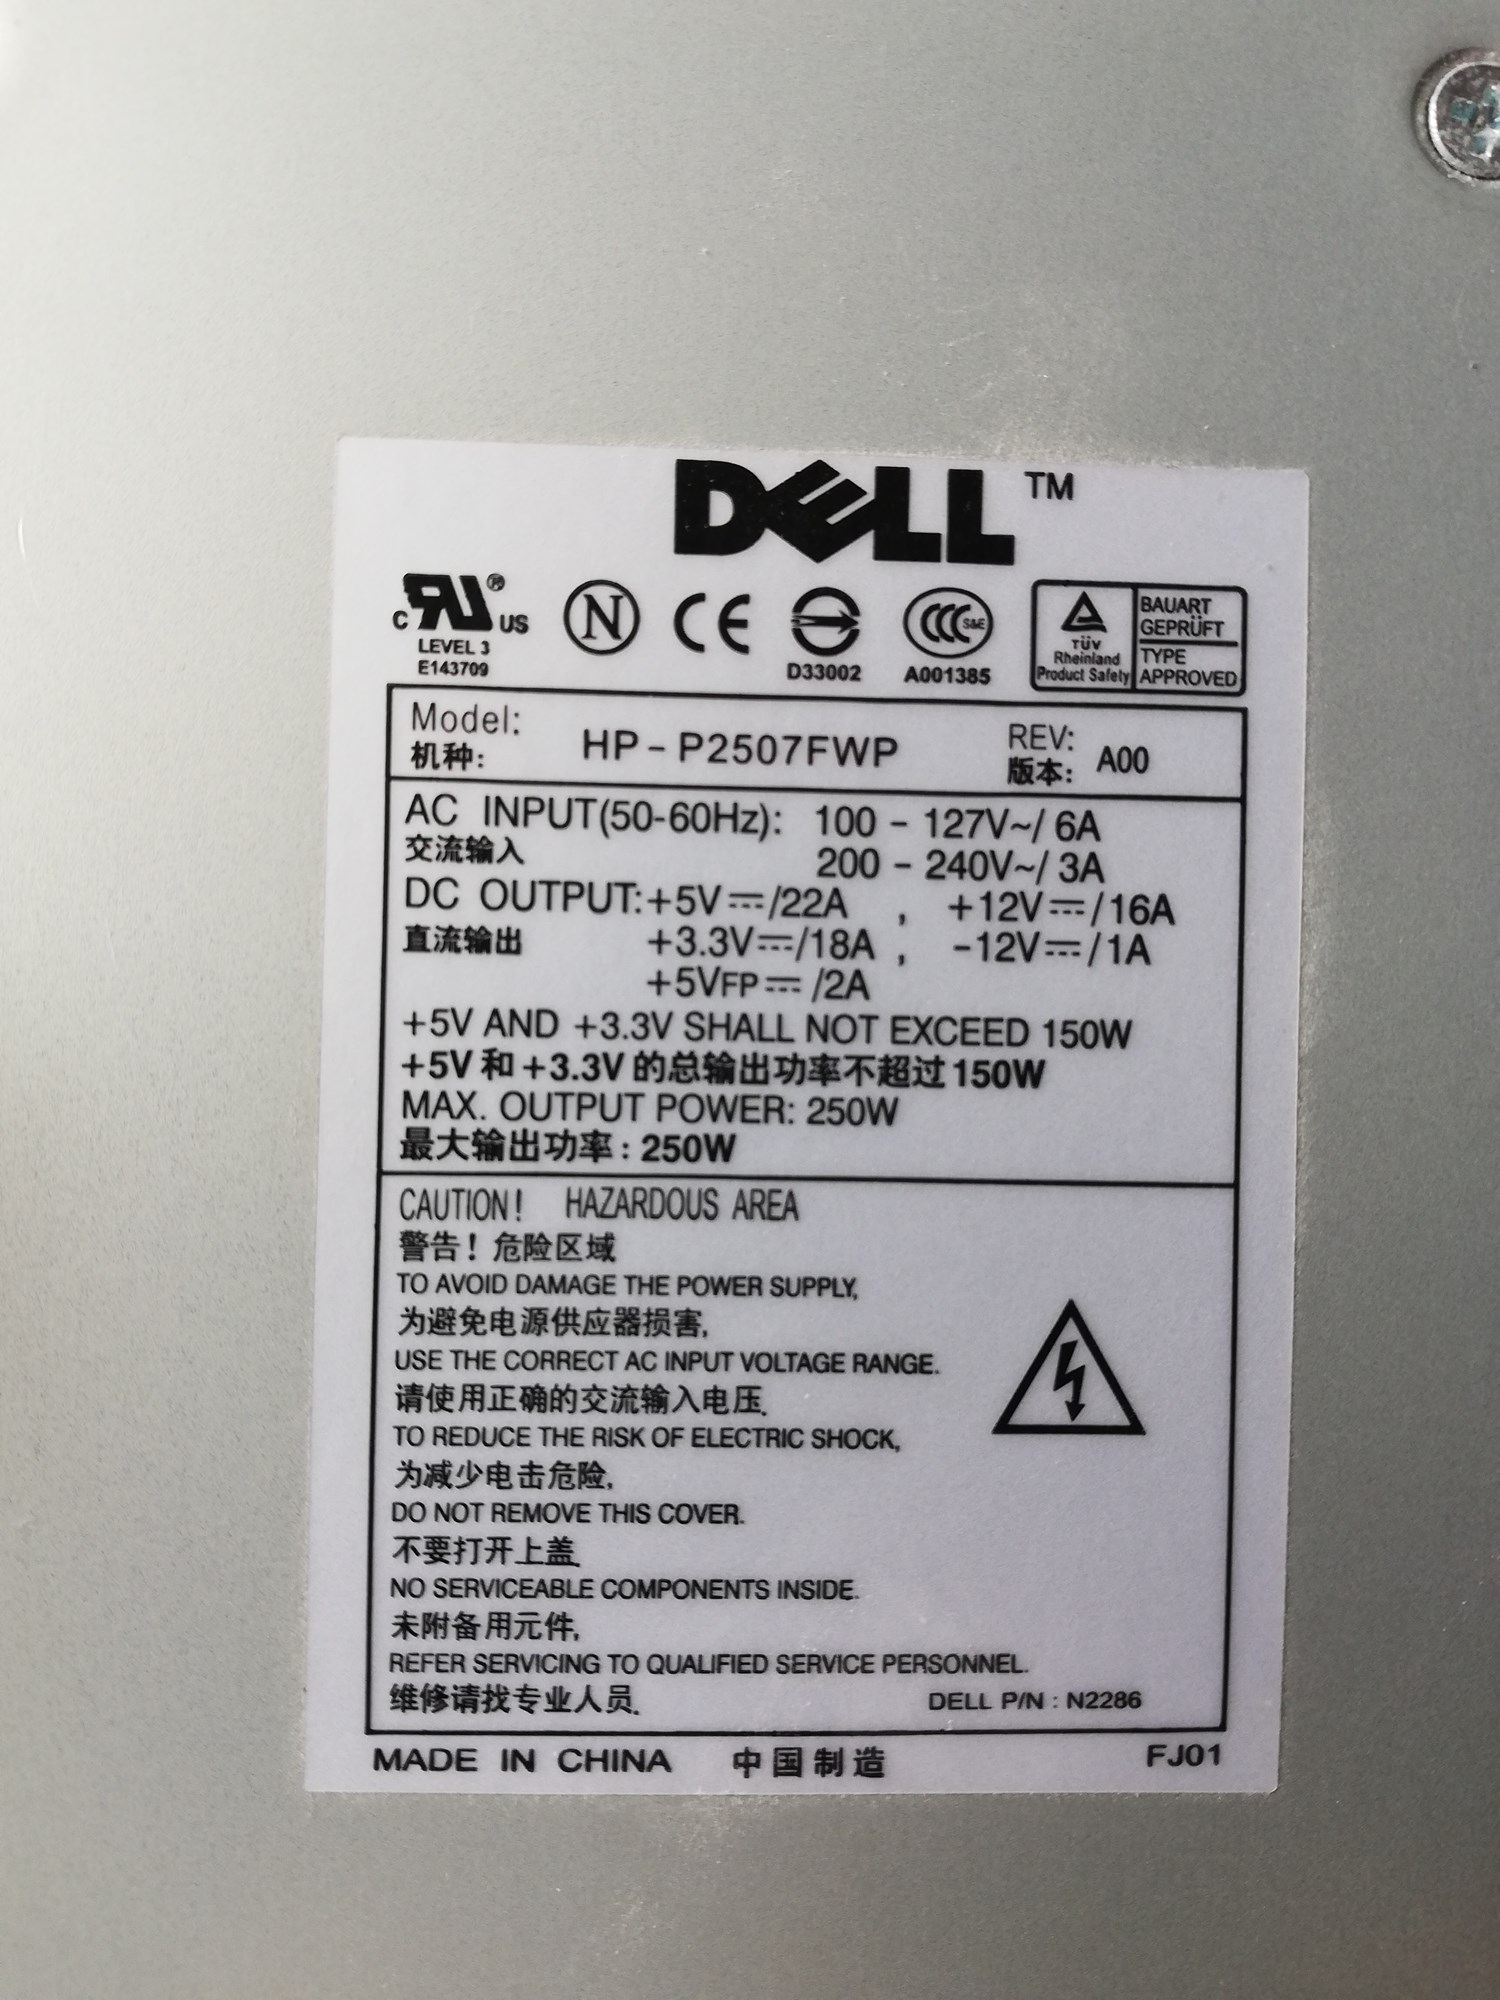 DELL™
C UR® US
LEVEL 3
E143709
N
CE
D33002
CCC S&E
A001385
TÜV
Rheinland
Product Safety
BAUART
GEPRÜFT
TYPE
APPROVED
Model: HP-P2507FWP REV: A00
机种: 版本:
AC INPUT(50-60Hz): 100 - 127V~/ 6A
交流输入 200 - 240V~/ 3A
DC OUTPUT:+5V⎓/22A , +12V⎓/16A
直流输出 +3.3V⎓/18A , -12V⎓/1A
+5VFP⎓/2A
+5V AND +3.3V SHALL NOT EXCEED 150W
+5V 和 +3.3V 的总输出功率不超过 150W
MAX. OUTPUT POWER: 250W
最大输出功率: 250W
CAUTION! HAZARDOUS AREA
警告! 危险区域
TO AVOID DAMAGE THE POWER SUPPLY,
为避免电源供应器损害,
USE THE CORRECT AC INPUT VOLTAGE RANGE.
请使用正确的交流输入电压.
TO REDUCE THE RISK OF ELECTRIC SHOCK,
为减少电击危险,
DO NOT REMOVE THIS COVER.
不要打开上盖.
NO SERVICEABLE COMPONENTS INSIDE.
未附备用元件,
REFER SERVICING TO QUALIFIED SERVICE PERSONNEL.
维修请找专业人员.
DELL P/N : N2286
MADE IN CHINA 中国制造 FJ01